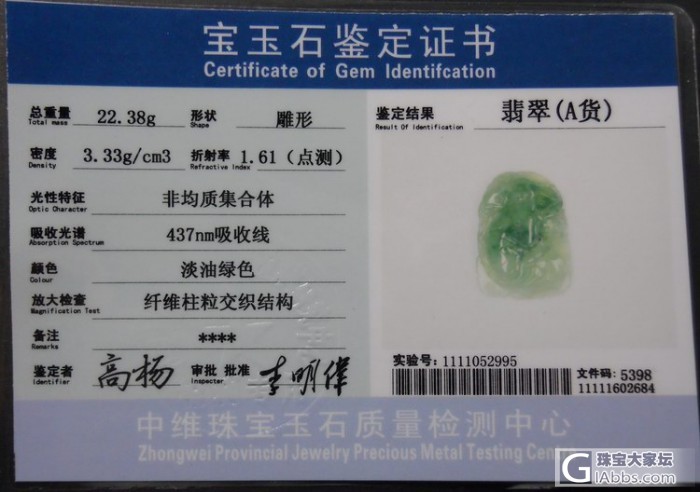 宝玉石鉴定证书
Certificate of Gem Identifcation
总重量 22.38g 形状 雕形
Total mass Shape
密度 3.33g/cm3 折射率 1.61（点测）
Density Refractive Index
光性特征 非均质集合体
Optic Character
吸收光谱 437nm吸收线
Absorption Spectrum
颜色 淡油绿色
Colour
放大检查 纤维柱粒交织结构
Magnification Test
备注 ****
Remarks
鉴定者 高杨 审批 批准 李明偉
Identifier Inspecter
鉴定结果 翡翠(A货)
Result Of Identification
实验号: 1111052995
文件码: 5398
11111602684
中维珠宝玉石质量检测中心
Zhongwei Provincial Jewelry Precious Metal Testing Cen
珠宝大家坛
GIabbs.com